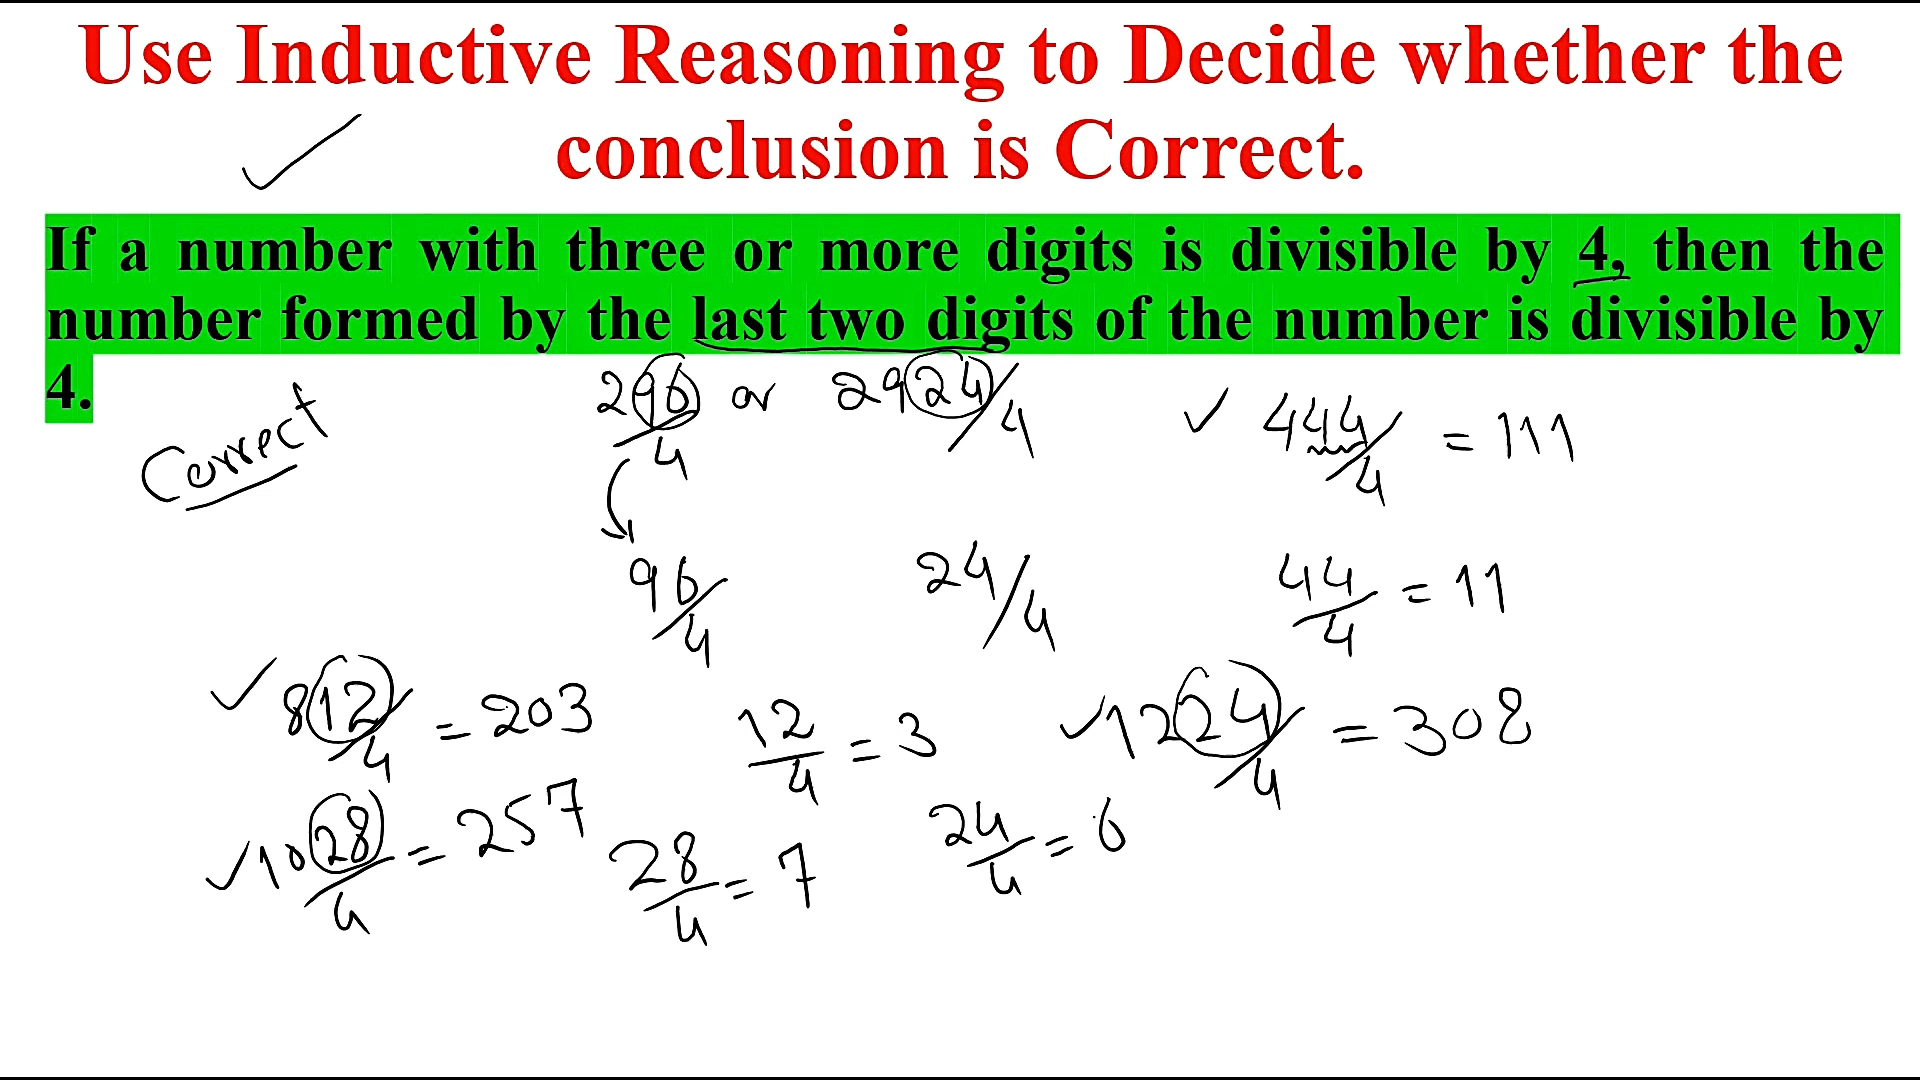 Use Inductive Reasoning to Decide whether the
conclusion is Correct.
If a number with three or more digits is divisible by 4, then the
number formed by the last two digits of the number is divisible by
4.
Correct
296/4 or 2924/4
444/4 = 111
96/4
24/4
44/4 = 11
812/4 = 203
12/4 = 3
1224/4 = 308
1028/4 = 257
28/4 = 7
24/4 = 6